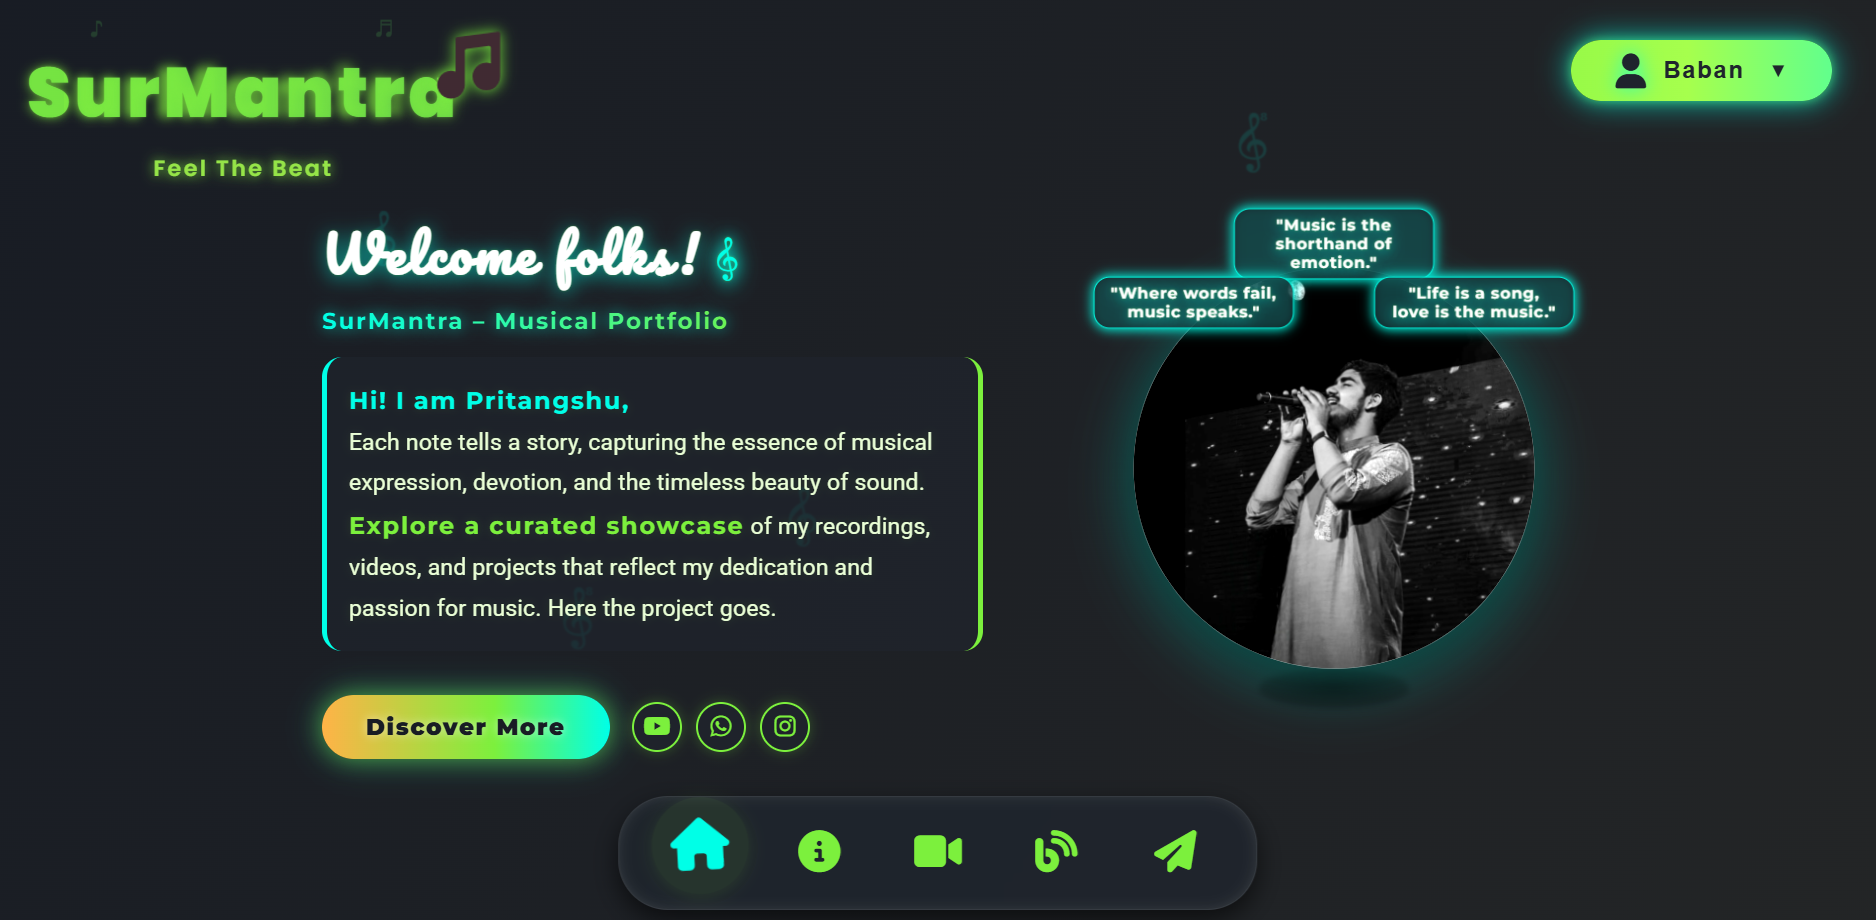 SurMantra
Feel The Beat
Baban ▼
Welcome folks!
SurMantra – Musical Portfolio
Hi! I am Pritangshu,
Each note tells a story, capturing the essence of musical
expression, devotion, and the timeless beauty of sound.
Explore a curated showcase of my recordings,
videos, and projects that reflect my dedication and
passion for music. Here the project goes.
Discover More
"Music is the
shorthand of
emotion."
"Where words fail,
music speaks."
"Life is a song,
love is the music."